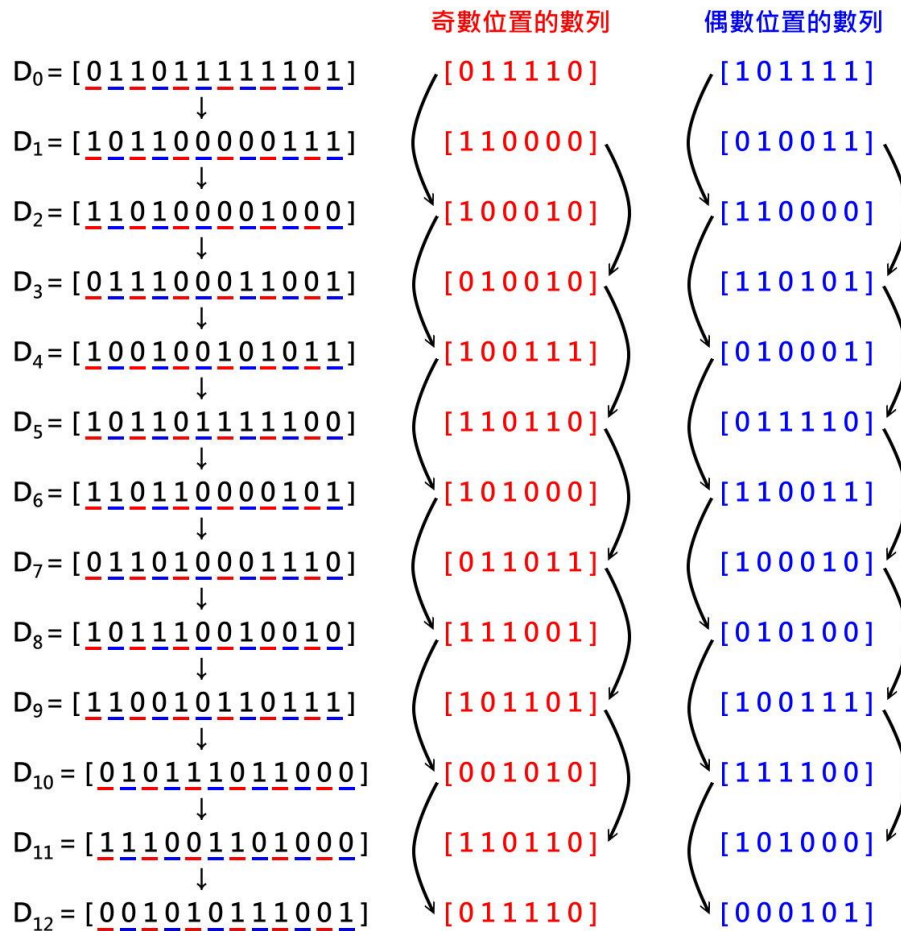 奇數位置的數列 偶數位置的數列
D₀ = [011011111101] [011110] [101111]
↓
D₁ = [101100000111] [110000] [010011]
↓
D₂ = [110100001000] [100010] [110000]
↓
D₃ = [011100011001] [010010] [110101]
↓
D₄ = [100100101011] [100111] [010001]
↓
D₅ = [101101111100] [110110] [011110]
↓
D₆ = [110110000101] [101000] [110011]
↓
D₇ = [011010001110] [011011] [100010]
↓
D₈ = [101110010010] [111001] [010100]
↓
D₉ = [110010110111] [101101] [100111]
↓
D₁₀ = [010111011000] [001010] [111100]
↓
D₁₁ = [111001101000] [110110] [101000]
↓
D₁₂ = [001010111001] [011110] [000101]